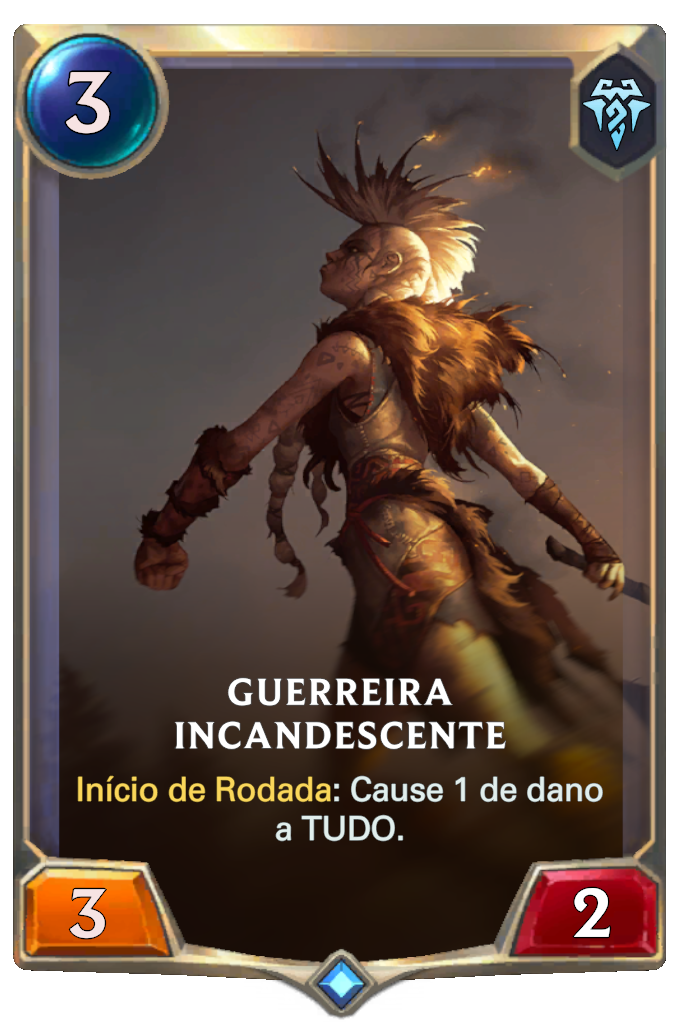 3
GUERREIRA
INCANDESCENTE
Início de Rodada: Cause 1 de dano
a TUDO.
3
2